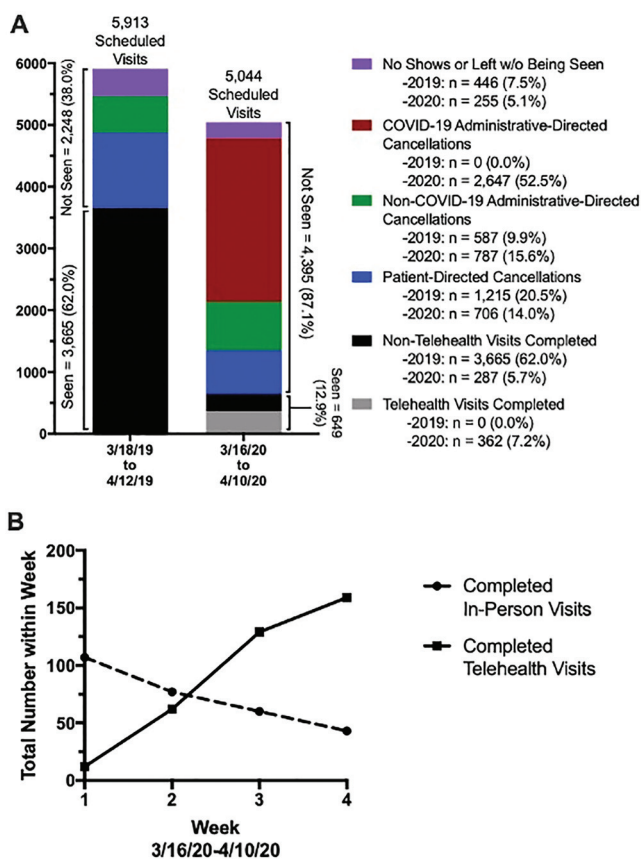 A
5,913
Scheduled
Visits
5,044
Scheduled
Visits
6000
5000
4000
3000
2000
1000
0
Not Seen = 2,248 (38.0%)
Seen = 3,665 (62.0%)
Not Seen = 4,395 (87.1%)
Seen = 649
(12.9%)
3/18/19
to
4/12/19
3/16/20
to
4/10/20
No Shows or Left w/o Being Seen
-2019: n = 446 (7.5%)
-2020: n = 255 (5.1%)
COVID-19 Administrative-Directed
Cancellations
-2019: n = 0 (0.0%)
-2020: n = 2,647 (52.5%)
Non-COVID-19 Administrative-Directed
Cancellations
-2019: n = 587 (9.9%)
-2020: n = 787 (15.6%)
Patient-Directed Cancellations
-2019: n = 1,215 (20.5%)
-2020: n = 706 (14.0%)
Non-Telehealth Visits Completed
-2019: n = 3,665 (62.0%)
-2020: n = 287 (5.7%)
Telehealth Visits Completed
-2019: n = 0 (0.0%)
-2020: n = 362 (7.2%)
B
Total Number within Week
200
150
100
50
0
1 2 3 4
Week
3/16/20-4/10/20
Completed
In-Person Visits
Completed
Telehealth Visits